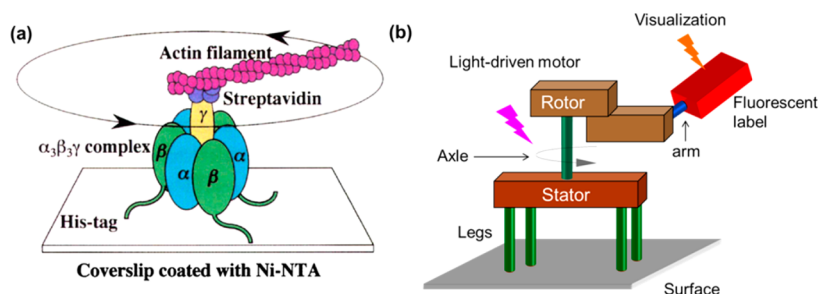 (a)
Actin filament
Streptavidin
γ
α₃β₃γ complex
β
α
α
β
His-tag
Coverslip coated with Ni-NTA
(b)
Visualization
Light-driven motor
Rotor
Fluorescent
label
arm
Axle
Stator
Legs
Surface